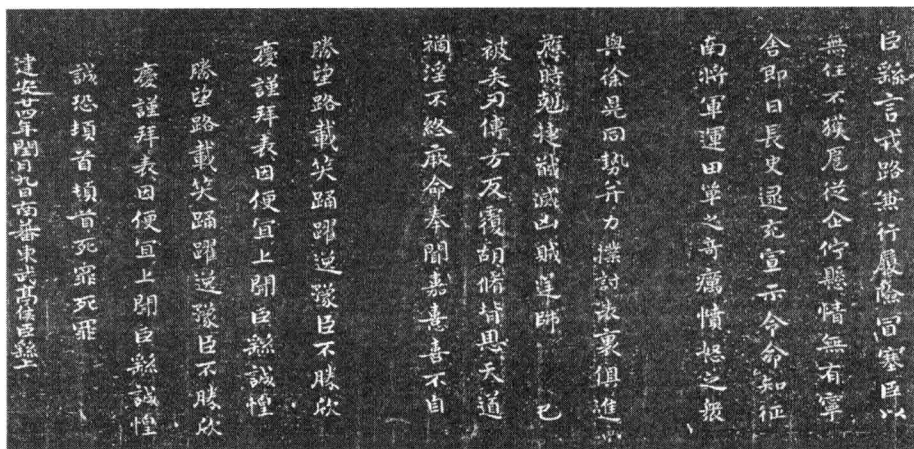 臣繇言戎路兼行履險冒寒臣以
無任不獲扈從企佇懸情無有寧
舍即日長史逯充宣示令命知征
南將軍運田單之奇厲憤怒之眾
與徐晃同勢并力撲討表裏俱進
應時剋捷馘滅凶賊逆帥 已
被矢刃傅方反覆胡脩背恩天道
禍淫不終厥命奉聞嘉憙喜不自
勝望路載笑踊躍逸豫臣不勝欣
慶謹拜表因便宜上聞臣繇誠惶
勝望路載笑踊躍逸豫臣不勝欣
慶謹拜表因便宜上聞臣繇誠惶
誠恐頓首頓首死罪死罪
建安廿四年閏月九日南蕃東武亭侯臣繇上